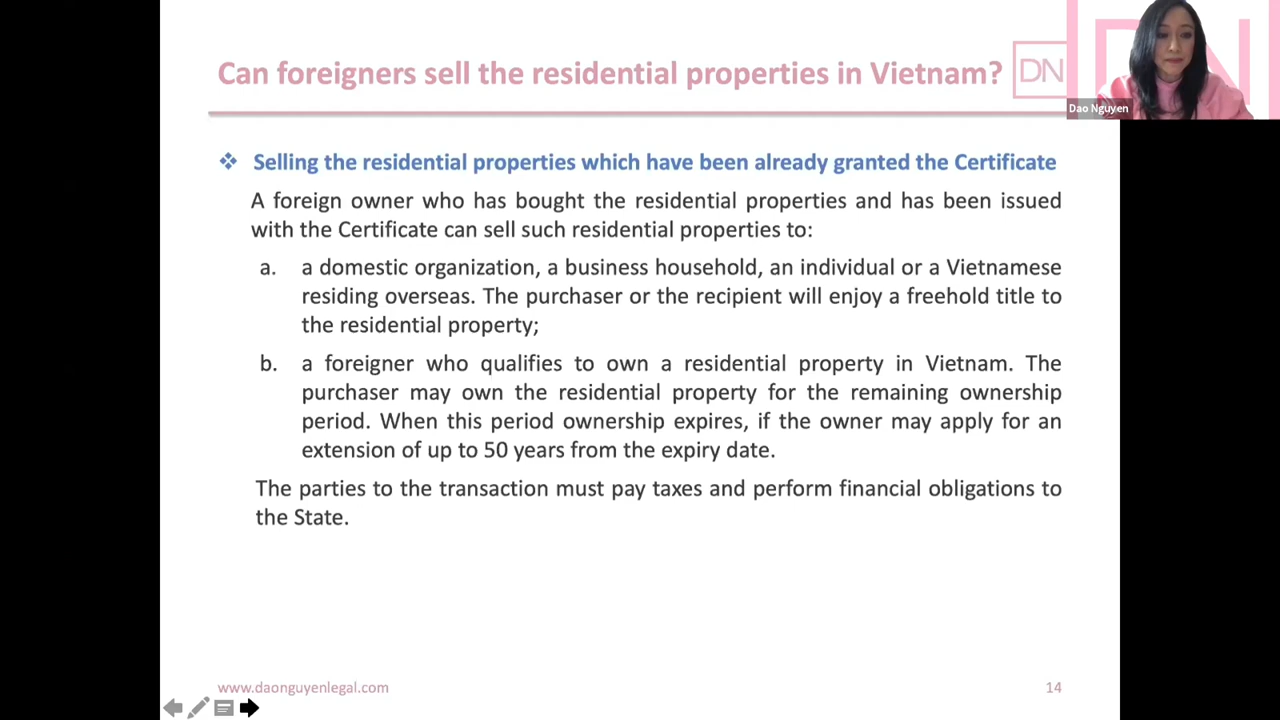 Can foreigners sell the residential properties in Vietnam?
DN
DN
Dao Nguyen
❖ Selling the residential properties which have been already granted the Certificate
A foreign owner who has bought the residential properties and has been issued
with the Certificate can sell such residential properties to:
a. a domestic organization, a business household, an individual or a Vietnamese
residing overseas. The purchaser or the recipient will enjoy a freehold title to
the residential property;
b. a foreigner who qualifies to own a residential property in Vietnam. The
purchaser may own the residential property for the remaining ownership
period. When this period ownership expires, if the owner may apply for an
extension of up to 50 years from the expiry date.
The parties to the transaction must pay taxes and perform financial obligations to
the State.
www.daonguyenlegal.com
14